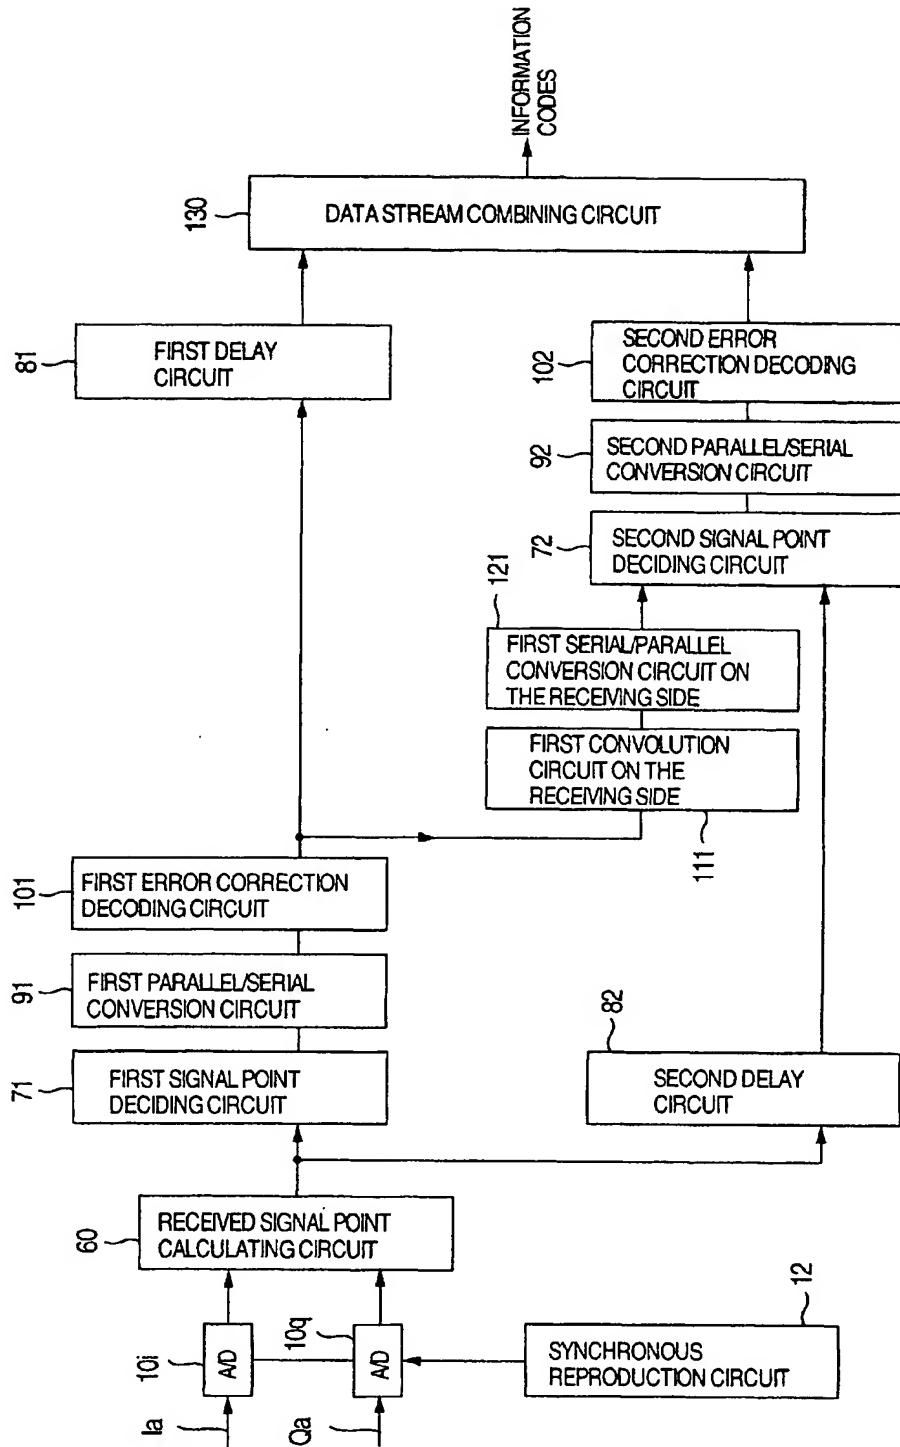 INFORMATION
CODES
130
DATA STREAM COMBINING CIRCUIT
81
FIRST DELAY
CIRCUIT
102
SECOND ERROR
CORRECTION DECODING
CIRCUIT
92
SECOND PARALLEL/SERIAL
CONVERSION CIRCUIT
72
SECOND SIGNAL POINT
DECIDING CIRCUIT
121
FIRST SERIAL/PARALLEL
CONVERSION CIRCUIT ON
THE RECEIVING SIDE
FIRST CONVOLUTION
CIRCUIT ON THE
RECEIVING SIDE
111
101
FIRST ERROR CORRECTION
DECODING CIRCUIT
91
FIRST PARALLEL/SERIAL
CONVERSION CIRCUIT
71
FIRST SIGNAL POINT
DECIDING CIRCUIT
82
SECOND DELAY
CIRCUIT
60
RECEIVED SIGNAL POINT
CALCULATING CIRCUIT
10i
A/D
10q
A/D
12
SYNCHRONOUS
REPRODUCTION CIRCUIT
Ia
Qa